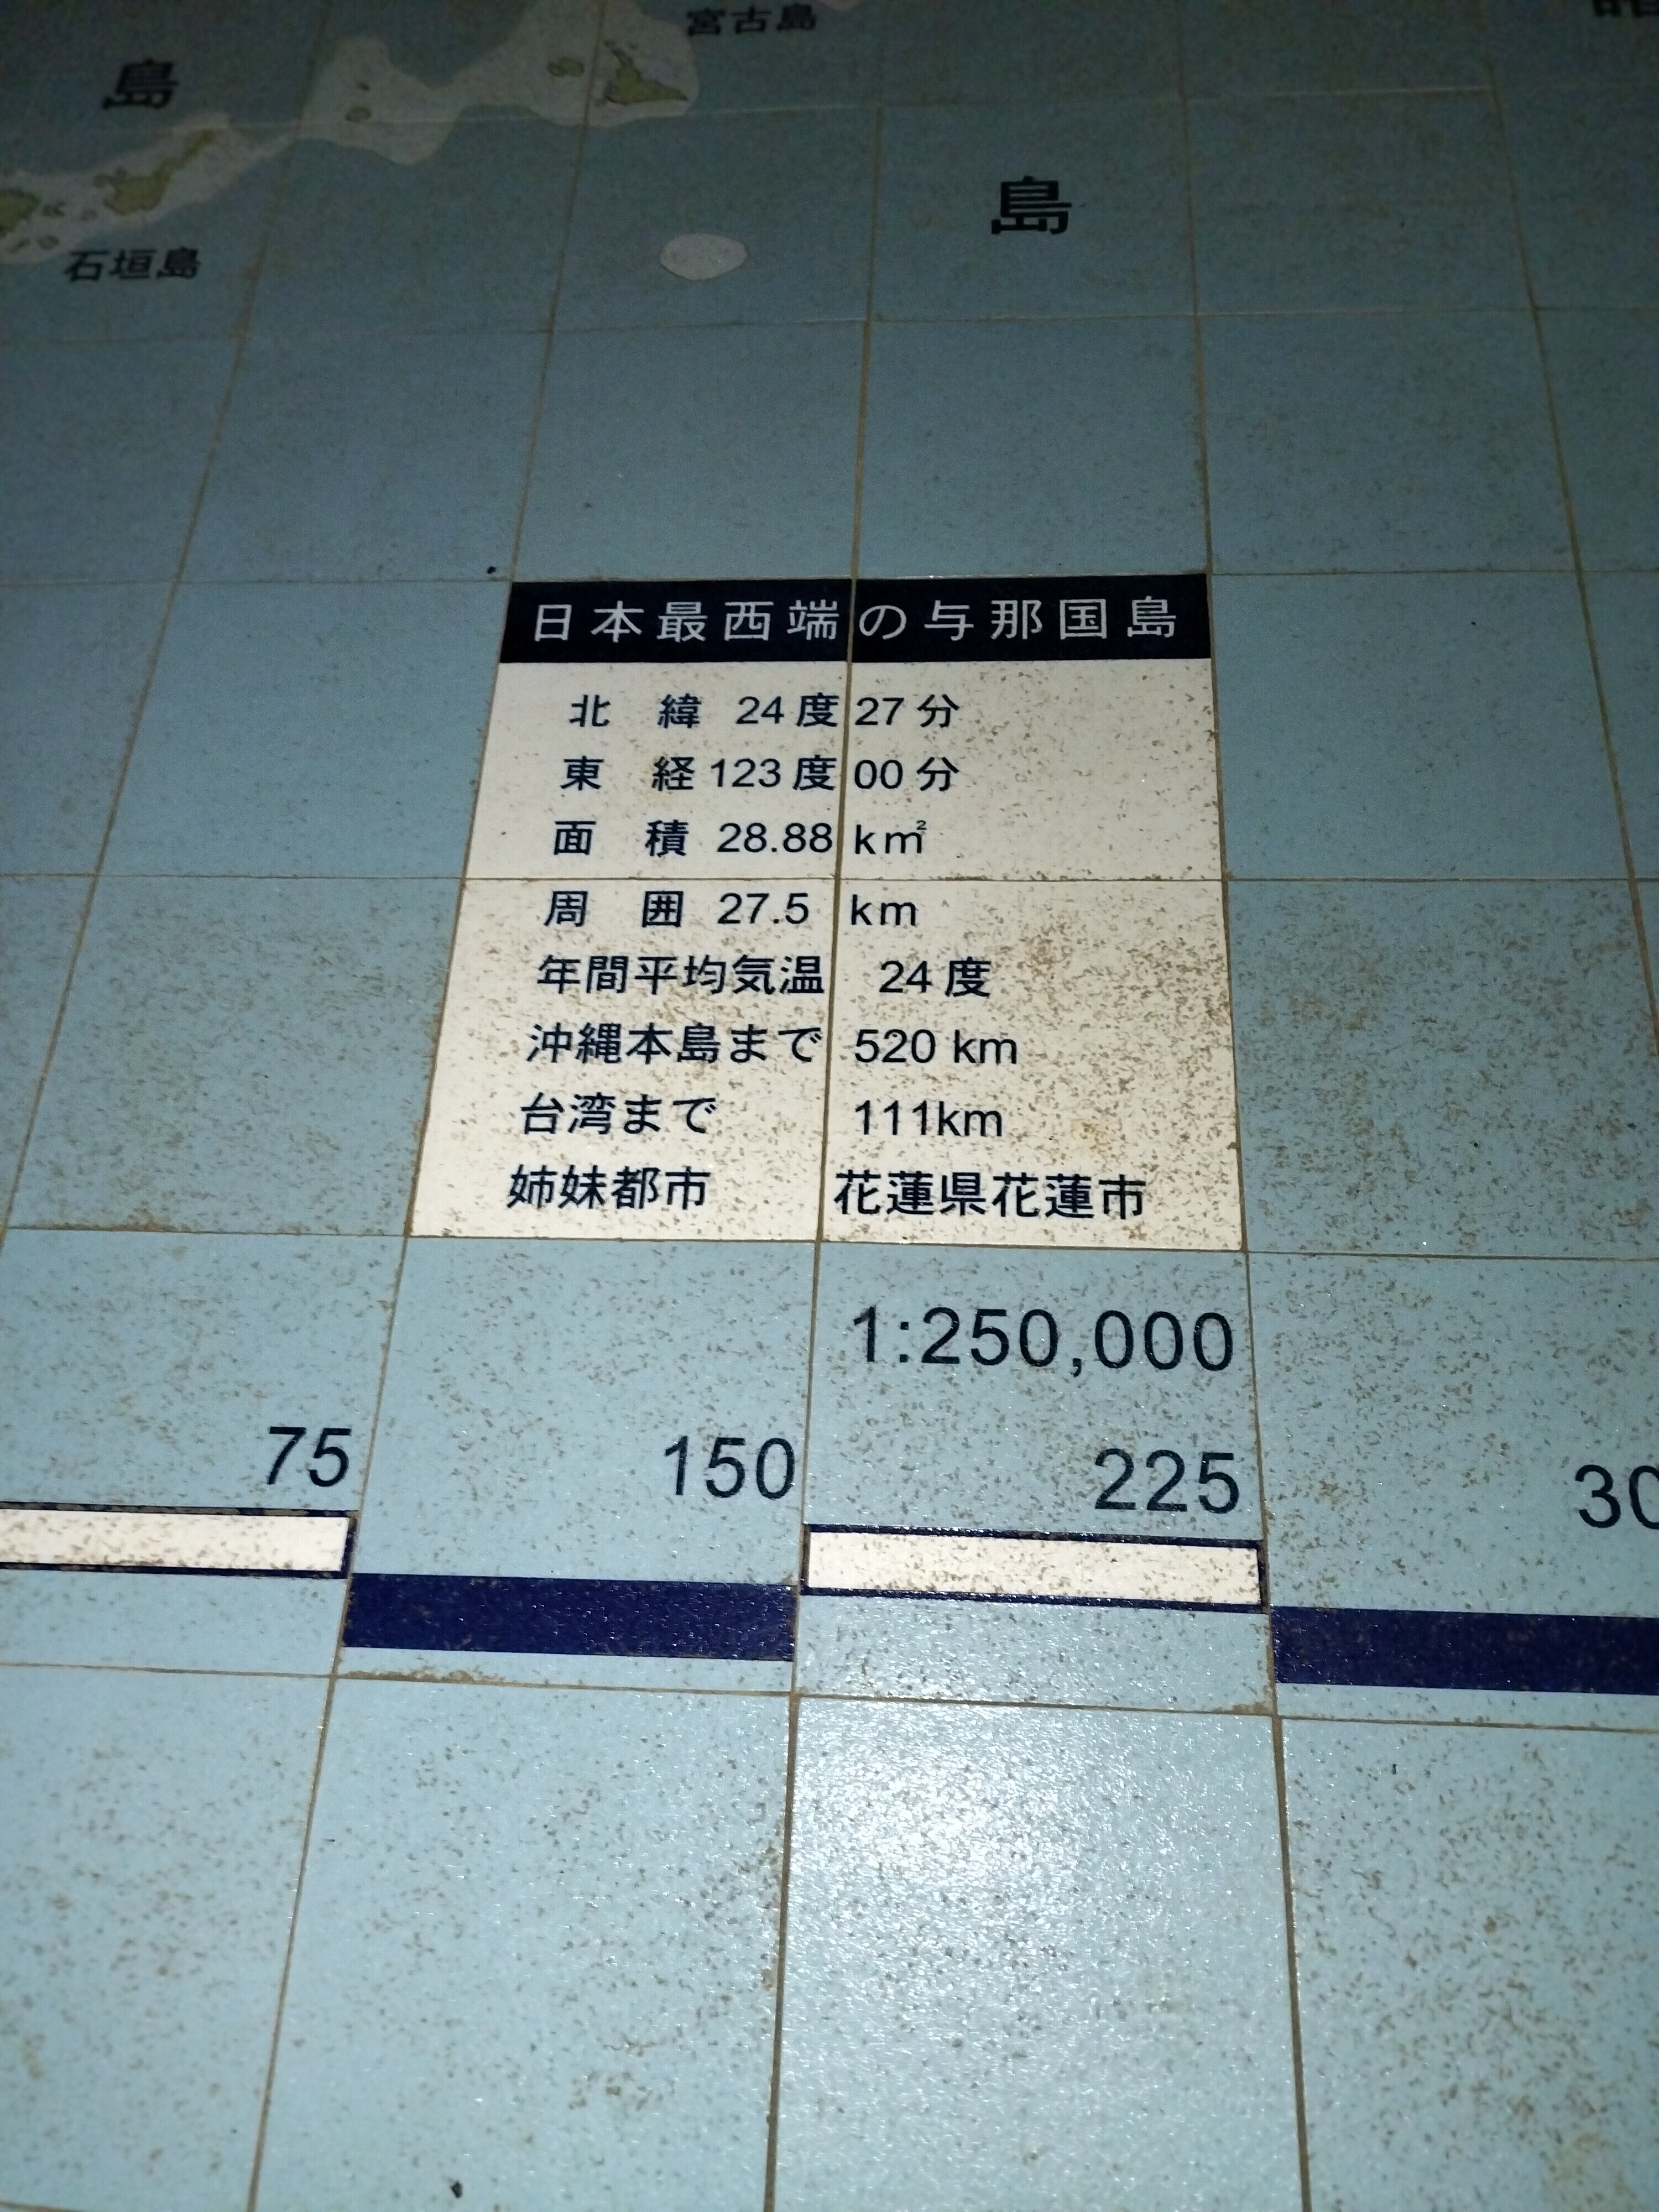 宮古島
島
島
石垣島
日本最西端の与那国島
北 緯 24度27分
東 経 123度00分
面 積 28.88 k㎡
周 囲 27.5 km
年間平均気温 24度
沖縄本島まで 520 km
台湾まで 111km
姉妹都市 花蓮県花蓮市
1:250,000
75 150 225 30